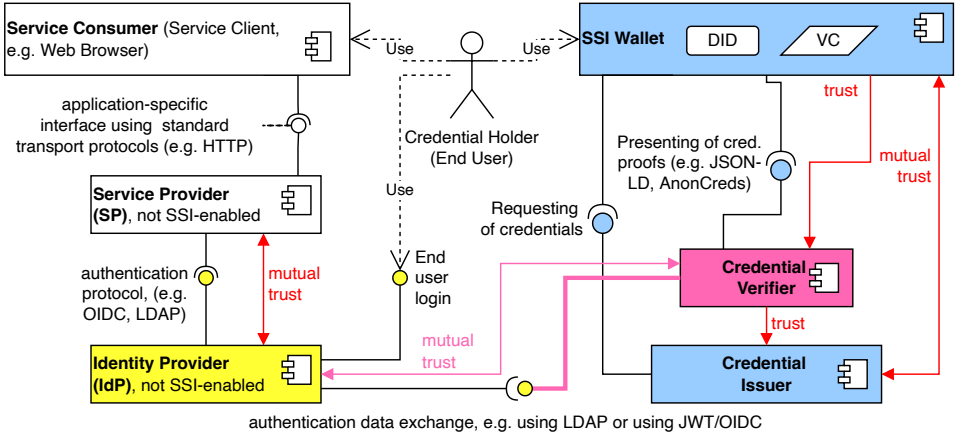 Service Consumer (Service Client,
e.g. Web Browser)
Use
Use
SSI Wallet
DID
VC
Credential Holder
(End User)
application-specific
interface using standard
transport protocols (e.g. HTTP)
trust
mutual
trust
Presenting of cred.
proofs (e.g. JSON-
LD, AnonCreds)
Use
Service Provider
(SP), not SSI-enabled
Requesting
of credentials
authentication
protocol, (e.g.
OIDC, LDAP)
mutual
trust
End
user
login
Credential
Verifier
mutual
trust
trust
Identity Provider
(IdP), not SSI-enabled
Credential
Issuer
authentication data exchange, e.g. using LDAP or using JWT/OIDC